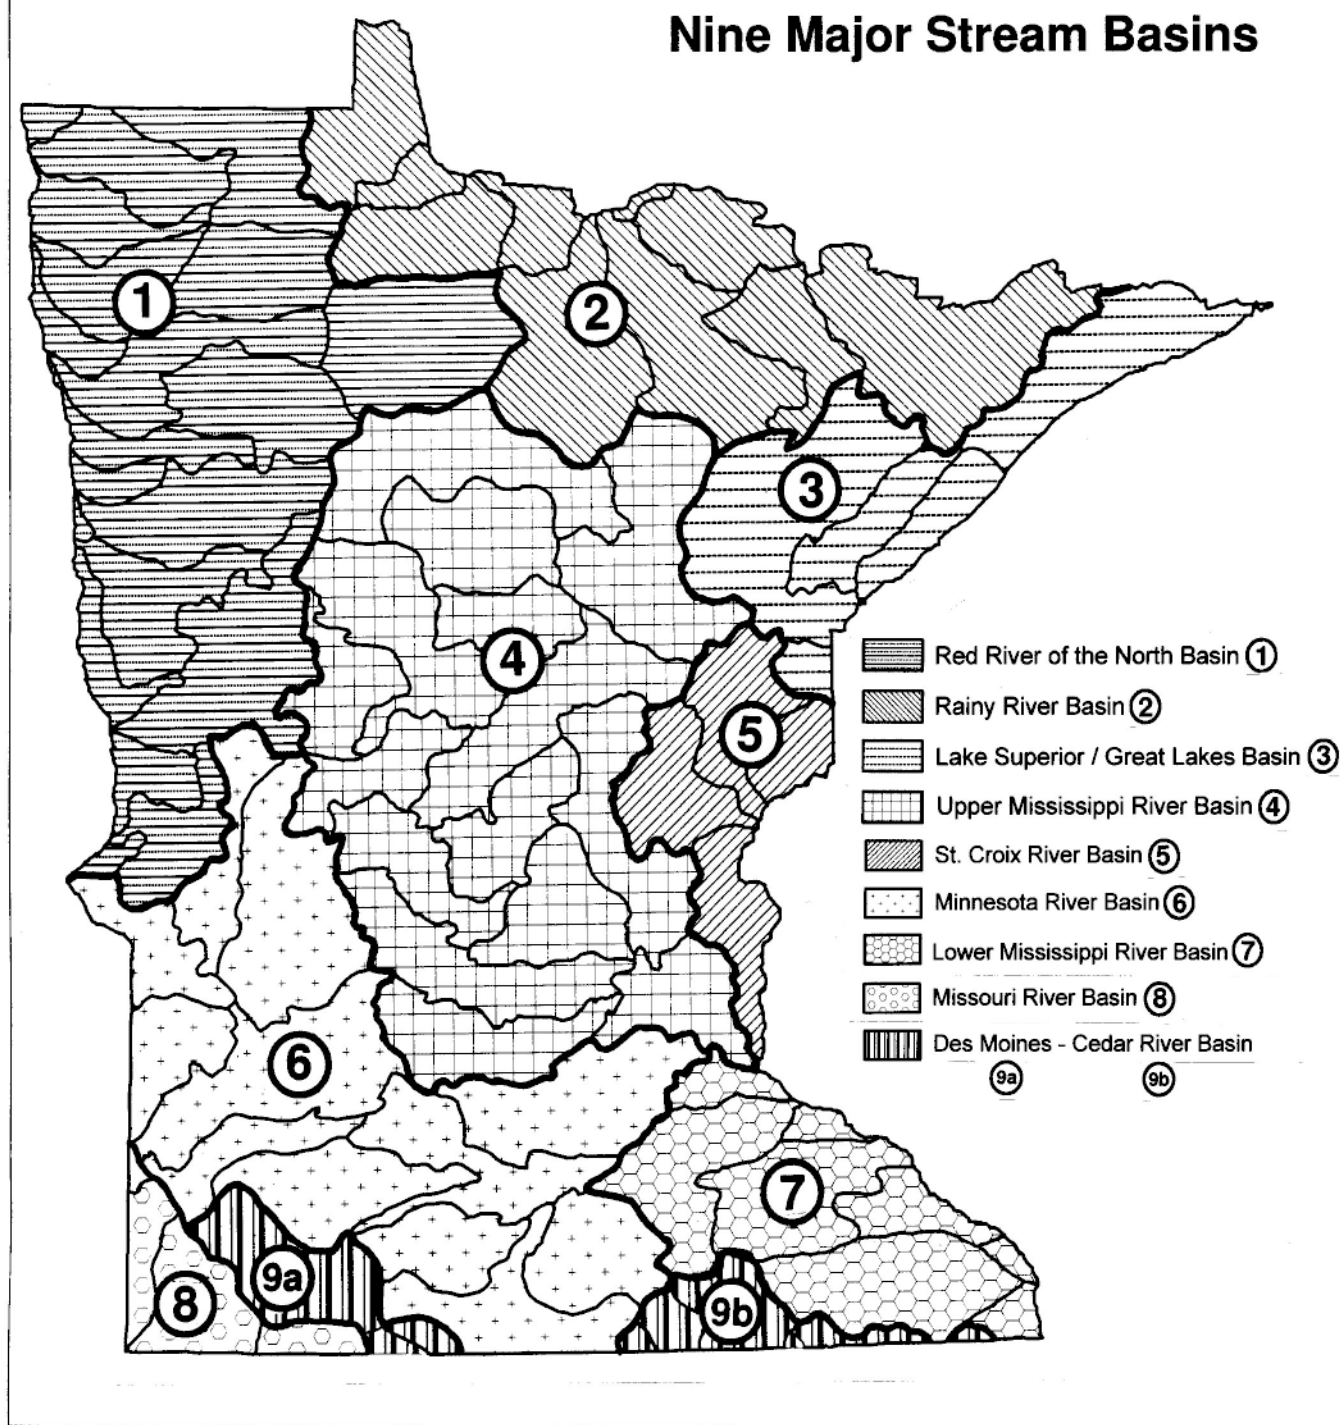 Nine Major Stream Basins
1
2
3
4
5
6
7
8
9a
9b
Red River of the North Basin 1
Rainy River Basin 2
Lake Superior / Great Lakes Basin 3
Upper Mississippi River Basin 4
St. Croix River Basin 5
Minnesota River Basin 6
Lower Mississippi River Basin 7
Missouri River Basin 8
Des Moines - Cedar River Basin
9a 9b